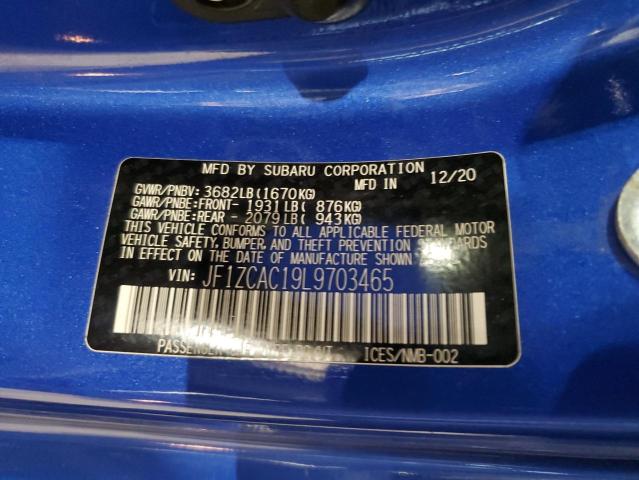 MFD BY SUBARU CORPORATION
GVWR/PNBV: 3682LB(1670KG) MFD IN 12/20
GAWR/PNBE:FRONT- 1931LB( 876KG)
GAWR/PNBE:REAR - 2079LB( 943KG)
THIS VEHICLE CONFORMS TO ALL APPLICABLE FEDERAL MOTOR
VEHICLE SAFETY, BUMPER, AND THEFT PREVENTION STANDARDS
IN EFFECT ON THE DATE OF MANUFACTURE SHOWN ABOVE.
VIN: JF1ZCAC19L9703465
PASSENGER ICES/NMB-002